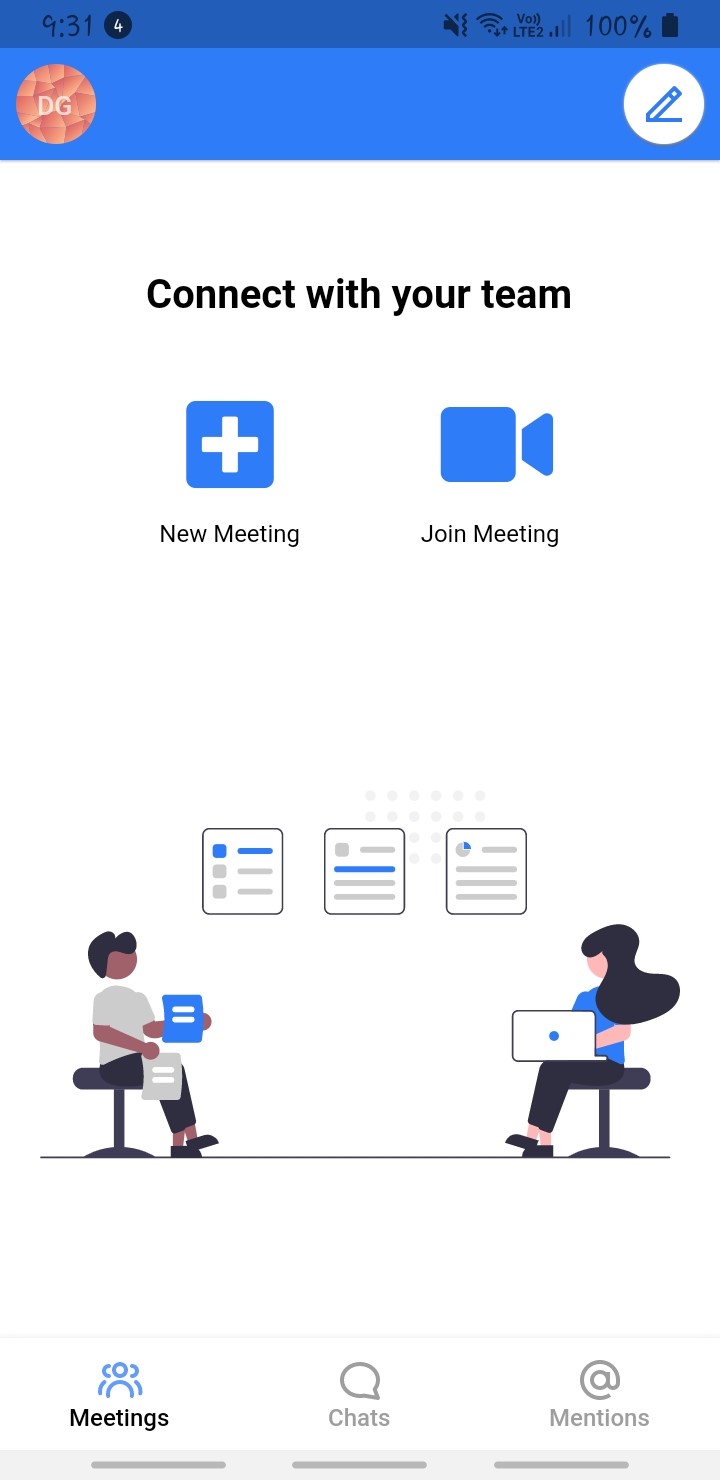 9:31 4 Vo)) LTE2 100%
DG
Connect with your team
New Meeting Join Meeting
Meetings Chats Mentions